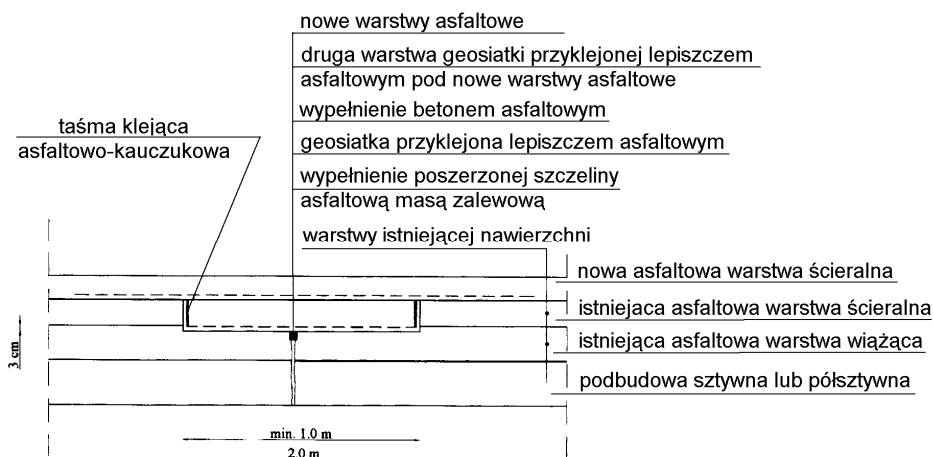 nowe warstwy asfaltowe
druga warstwa geosiatki przyklejonej lepiszczem
asfaltowym pod nowe warstwy asfaltowe
wypełnienie betonem asfaltowym
taśma klejąca
asfaltowo-kauczukowa
geosiatka przyklejona lepiszczem asfaltowym
wypełnienie poszerzonej szczeliny
asfaltową masą zalewową
warstwy istniejącej nawierzchni
nowa asfaltowa warstwa ścieralna
istniejaca asfaltowa warstwa ścieralna
istniejąca asfaltowa warstwa wiążąca
podbudowa sztywna lub półsztywna
3 cm
min. 1.0 m
2.0 m